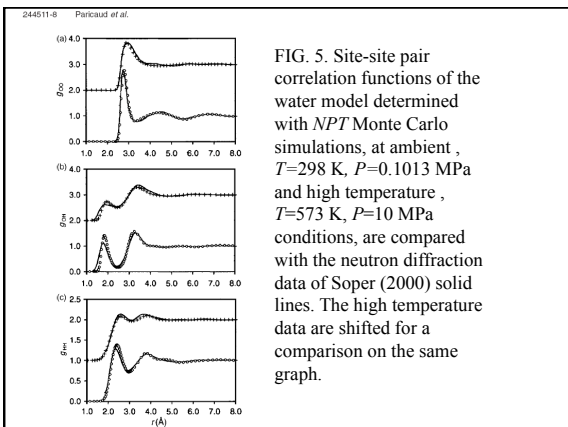 244511-8 Paricaud et al.
(a)
4.0
3.0
gOO
2.0
1.0
0.0
1.0 2.0 3.0 4.0 5.0 6.0 7.0 8.0
(b)
4.0
3.0
gOH
2.0
1.0
0.0
1.0 2.0 3.0 4.0 5.0 6.0 7.0 8.0
(c)
2.5
2.0
1.5
gHH
1.0
0.5
0.0
1.0 2.0 3.0 4.0 5.0 6.0 7.0 8.0
r(Å)
FIG. 5. Site-site pair
correlation functions of the
water model determined
with NPT Monte Carlo
simulations, at ambient ,
T=298 K, P=0.1013 MPa
and high temperature ,
T=573 K, P=10 MPa
conditions, are compared
with the neutron diffraction
data of Soper (2000) solid
lines. The high temperature
data are shifted for a
comparison on the same
graph.